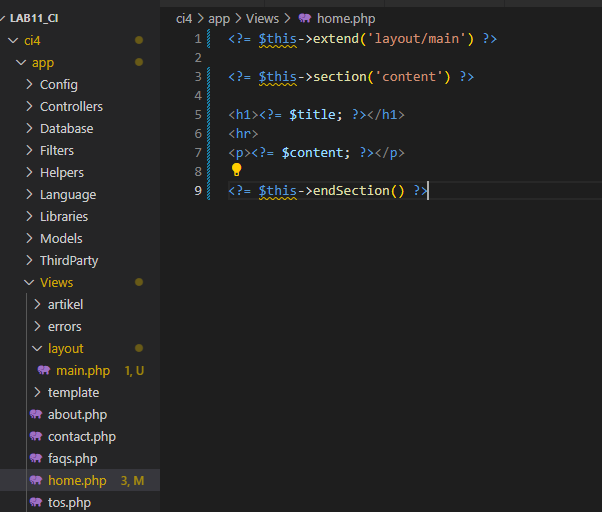 LAB11_CI
ci4
app
Config
Controllers
Database
Filters
Helpers
Language
Libraries
Models
ThirdParty
Views
artikel
errors
layout
main.php 1, U
template
about.php
contact.php
faqs.php
home.php 3, M
tos.php
ci4 > app > Views > home.php
1 <?= $this->extend('layout/main') ?>
2
3 <?= $this->section('content') ?>
4
5 <h1><?= $title; ?></h1>
6 <hr>
7 <p><?= $content; ?></p>
8
9 <?= $this->endSection() ?>